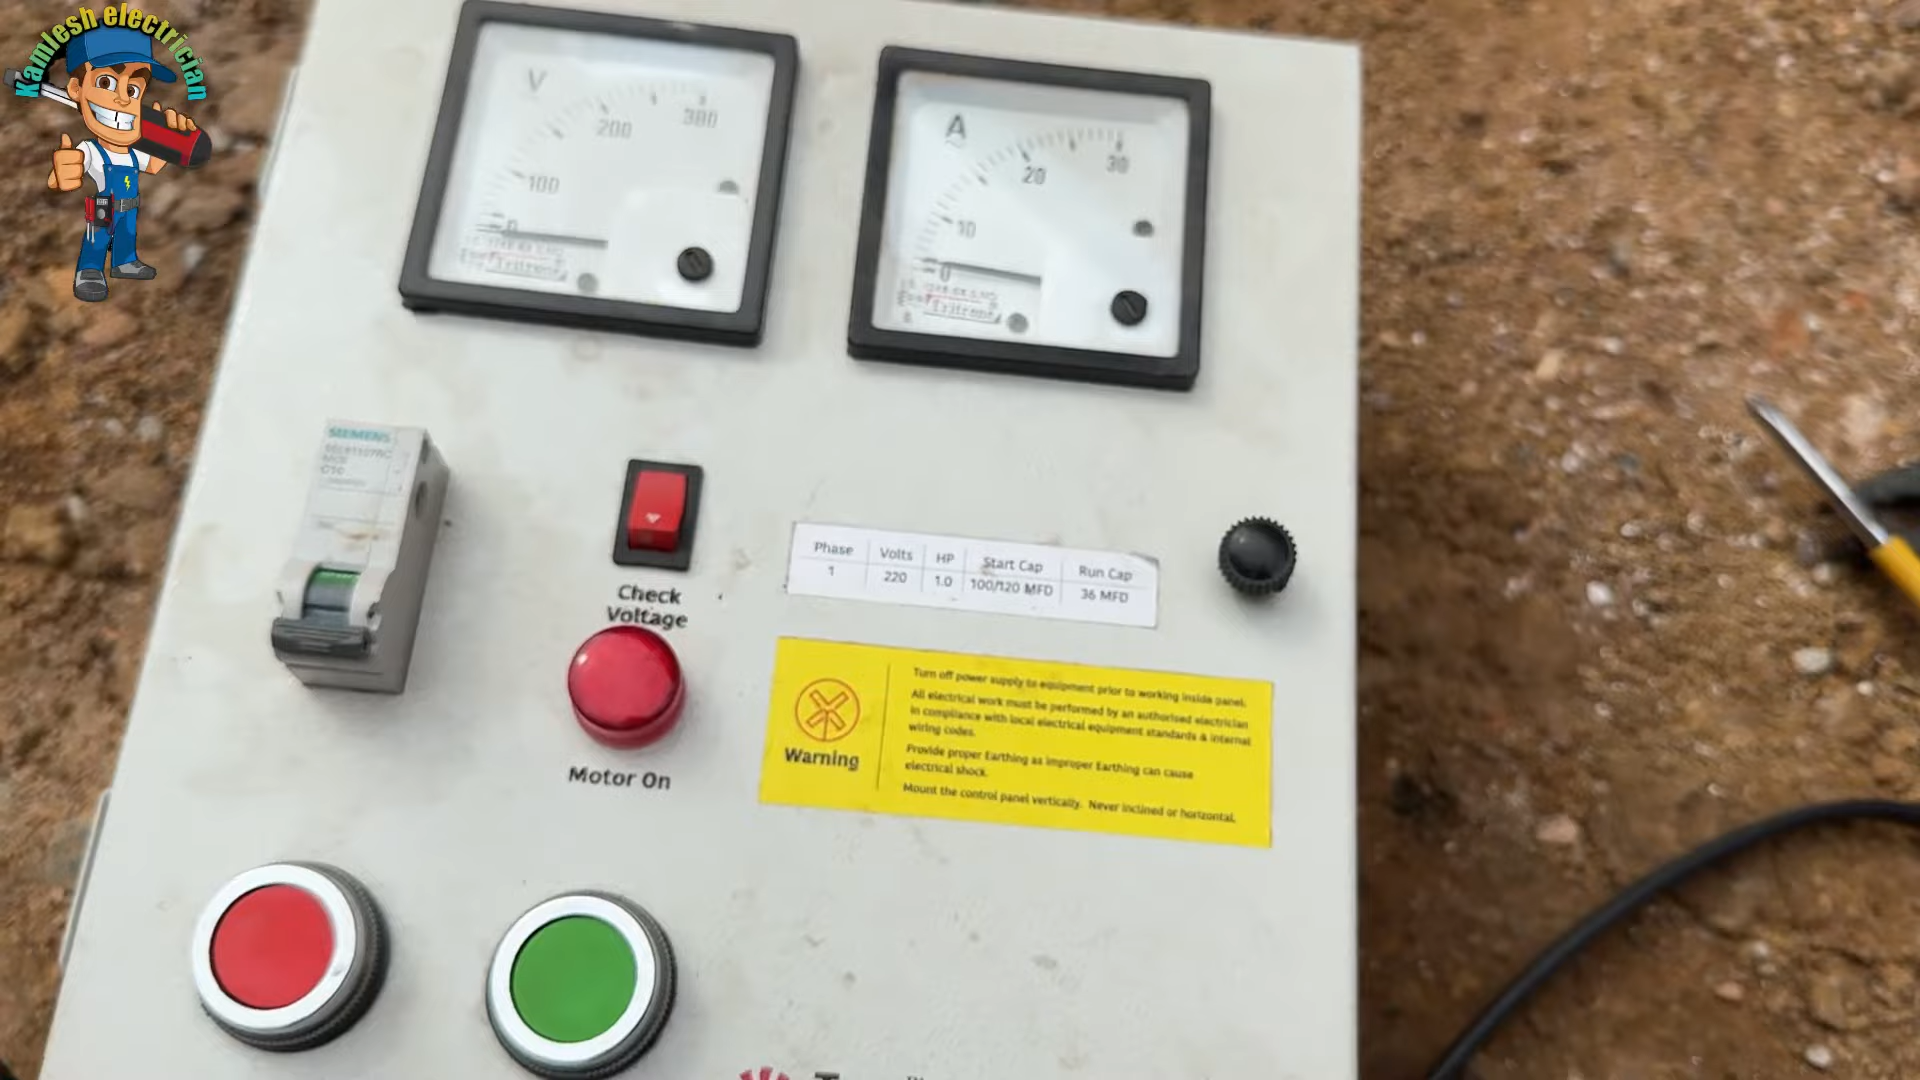 Kamlesh electrician
V
100
200
300
0
A
10
20
30
0
SIEMENS
MCB
C10
Check
Voltage
Motor On
Phase Volts HP Start Cap Run Cap
1 220 1.0 100/120 MFD 36 MFD
Warning
Turn off power supply to equipment prior to working inside panel.
All electrical work must be performed by an authorised electrician
in compliance with local electrical equipment standards & internal
wiring codes.
Provide proper Earthing as improper Earthing can cause
electrical shock.
Mount the control panel vertically. Never inclined or horizontal.